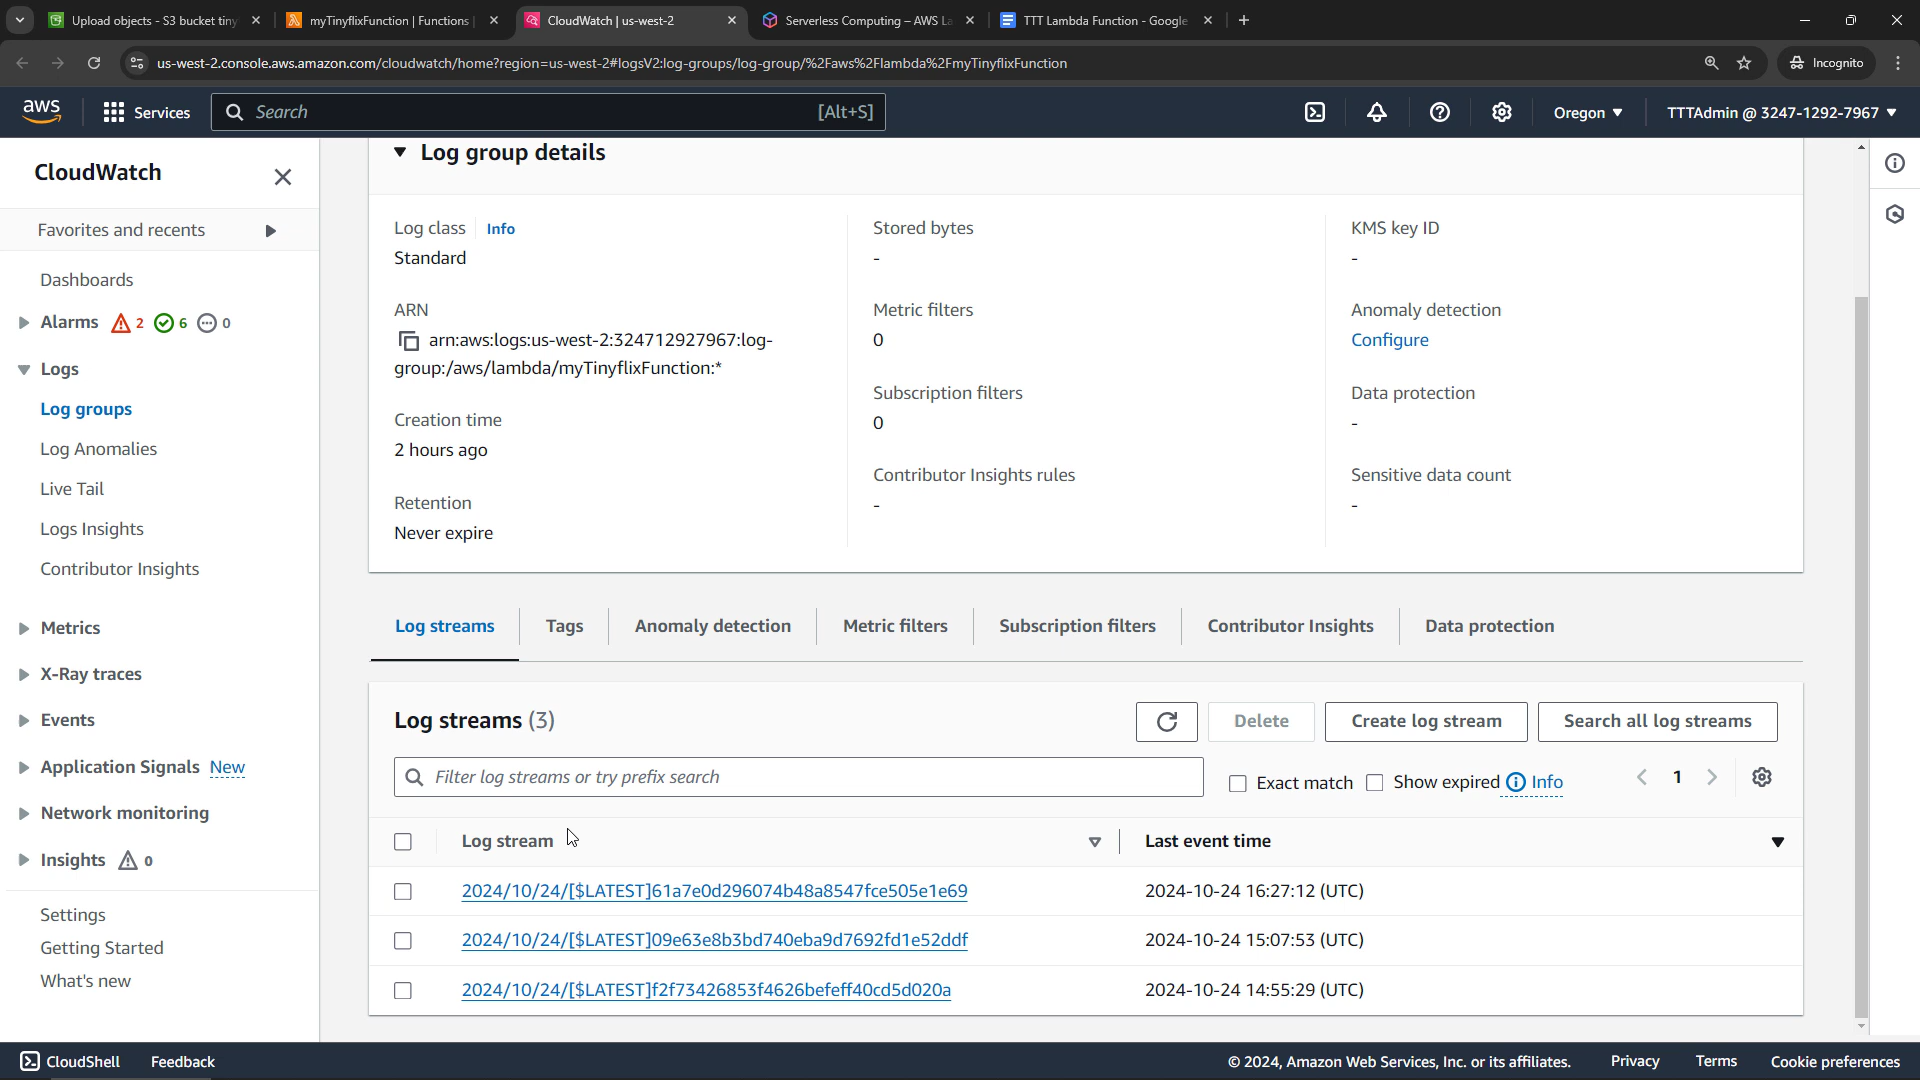 Upload objects - S3 bucket tiny
myTinyflixFunction | Functions
CloudWatch | us-west-2
Serverless Computing – AWS La
TTT Lambda Function - Google
us-west-2.console.aws.amazon.com/cloudwatch/home?region=us-west-2#logsV2:log-groups/log-group/%2Faws%2Flambda%2FmyTinyflixFunction
Incognito
aws
Services
Search
[Alt+S]
Oregon
TTTAdmin @ 3247-1292-7967
CloudWatch
Favorites and recents
Dashboards
Alarms 2 6 0
Logs
Log groups
Log Anomalies
Live Tail
Logs Insights
Contributor Insights
Metrics
X-Ray traces
Events
Application Signals New
Network monitoring
Insights 0
Settings
Getting Started
What's new
Log group details
Log class Info
Standard
ARN
arn:aws:logs:us-west-2:324712927967:log-
group:/aws/lambda/myTinyflixFunction:*
Creation time
2 hours ago
Retention
Never expire
Stored bytes
-
Metric filters
0
Subscription filters
0
Contributor Insights rules
-
KMS key ID
-
Anomaly detection
Configure
Data protection
-
Sensitive data count
-
Log streams
Tags
Anomaly detection
Metric filters
Subscription filters
Contributor Insights
Data protection
Log streams (3)
Delete
Create log stream
Search all log streams
Filter log streams or try prefix search
Exact match
Show expired
Info
1
Log stream
Last event time
2024/10/24/[$LATEST]61a7e0d296074b48a8547fce505e1e69
2024-10-24 16:27:12 (UTC)
2024/10/24/[$LATEST]09e63e8b3bd740eba9d7692fd1e52ddf
2024-10-24 15:07:53 (UTC)
2024/10/24/[$LATEST]f2f73426853f4626befeff40cd5d020a
2024-10-24 14:55:29 (UTC)
CloudShell
Feedback
© 2024, Amazon Web Services, Inc. or its affiliates.
Privacy
Terms
Cookie preferences